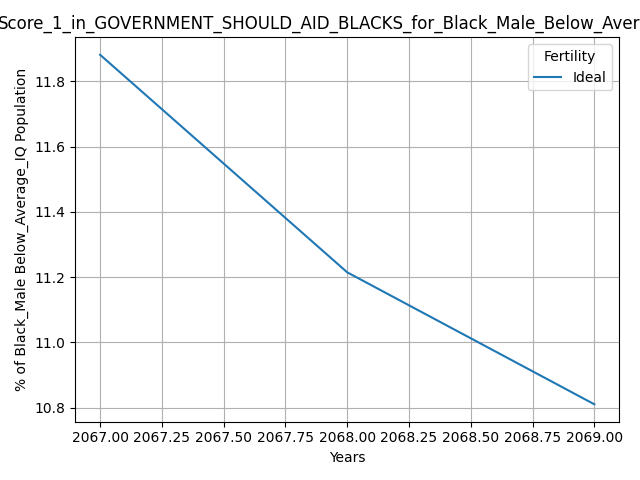 Score_1_in_GOVERNMENT_SHOULD_AID_BLACKS_for_Black_Male_Below_Aver
Fertility
Ideal
% of Black_Male Below_Average_IQ Population
11.8
11.6
11.4
11.2
11.0
10.8
2067.00 2067.25 2067.50 2067.75 2068.00 2068.25 2068.50 2068.75 2069.00
Years